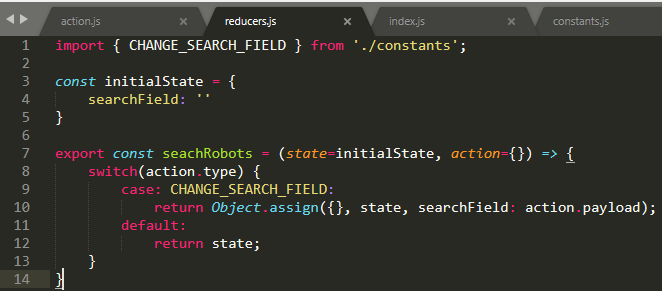 action.js × reducers.js × index.js × constants.js
1 import { CHANGE_SEARCH_FIELD } from './constants';
2
3 const initialState = {
4     searchField: ''
5 }
6
7 export const seachRobots = (state=initialState, action={}) => {
8     switch(action.type) {
9         case: CHANGE_SEARCH_FIELD:
10             return Object.assign({}, state, searchField: action.payload);
11         default:
12             return state;
13     }
14 }